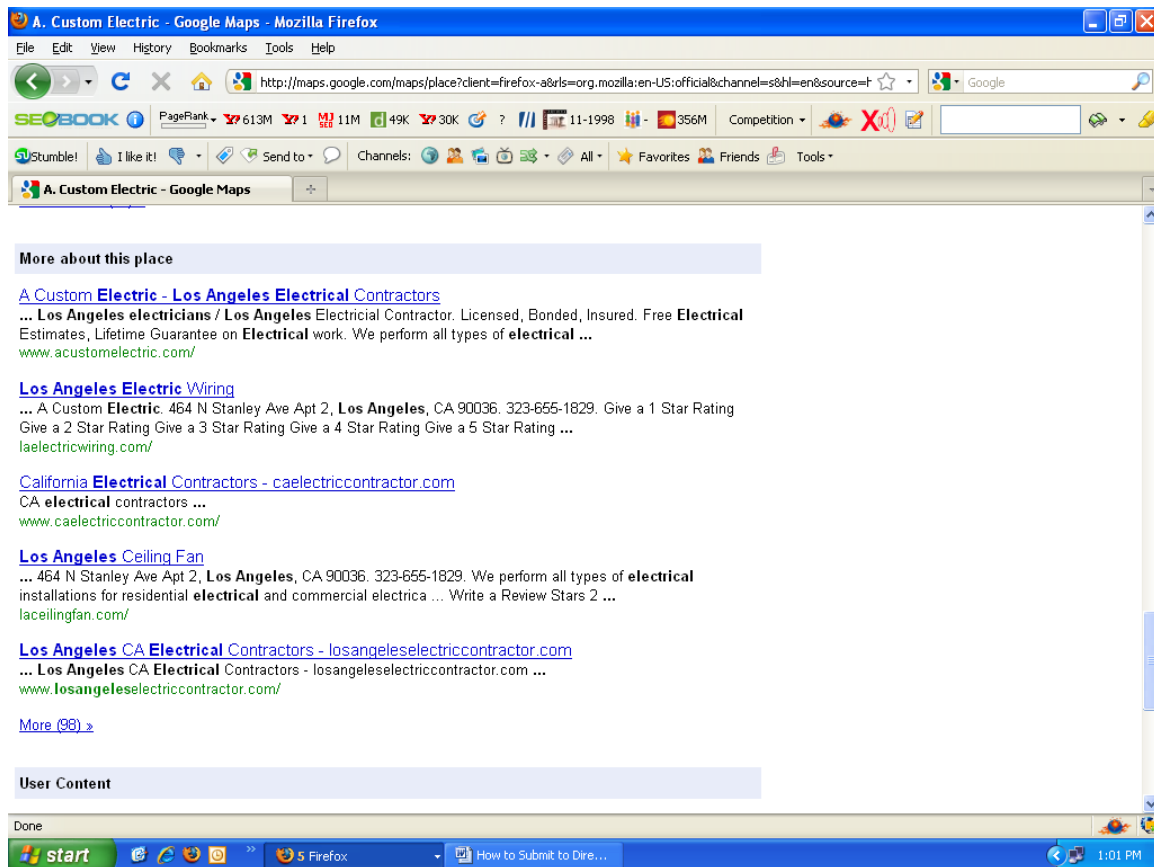 A. Custom Electric - Google Maps - Mozilla Firefox
File Edit View History Bookmarks Tools Help
http://maps.google.com/maps/place?client=firefox-a&rls=org.mozilla:en-US:official&channel=s&hl=en&source=h Google
SEOBOOK PageRank 613M 1 MJ SEO 11M d 49K 30K ? 11-1998 - 356M Competition X
Stumble! I like it! Send to Channels: All Favorites Friends Tools
A. Custom Electric - Google Maps
More about this place
A Custom Electric - Los Angeles Electrical Contractors
... Los Angeles electricians / Los Angeles Electricial Contractor. Licensed, Bonded, Insured. Free Electrical
Estimates, Lifetime Guarantee on Electrical work. We perform all types of electrical ...
www.acustomelectric.com/
Los Angeles Electric Wiring
... A Custom Electric. 464 N Stanley Ave Apt 2, Los Angeles, CA 90036. 323-655-1829. Give a 1 Star Rating
Give a 2 Star Rating Give a 3 Star Rating Give a 4 Star Rating Give a 5 Star Rating ...
laelectricwiring.com/
California Electrical Contractors - caelectriccontractor.com
CA electrical contractors ...
www.caelectriccontractor.com/
Los Angeles Ceiling Fan
... 464 N Stanley Ave Apt 2, Los Angeles, CA 90036. 323-655-1829. We perform all types of electrical
installations for residential electrical and commercial electrica ... Write a Review Stars 2 ...
laceilingfan.com/
Los Angeles CA Electrical Contractors - losangeleselectriccontractor.com
... Los Angeles CA Electrical Contractors - losangeleselectriccontractor.com ...
www.losangeleselectriccontractor.com/
More (98) »
User Content
Done
start 5 Firefox How to Submit to Dire... 1:01 PM